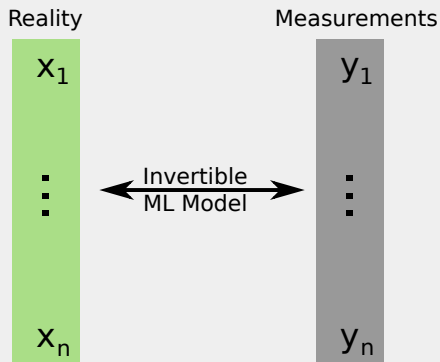 Reality
Measurements
x1
y1
Invertible
ML Model
xn
yn